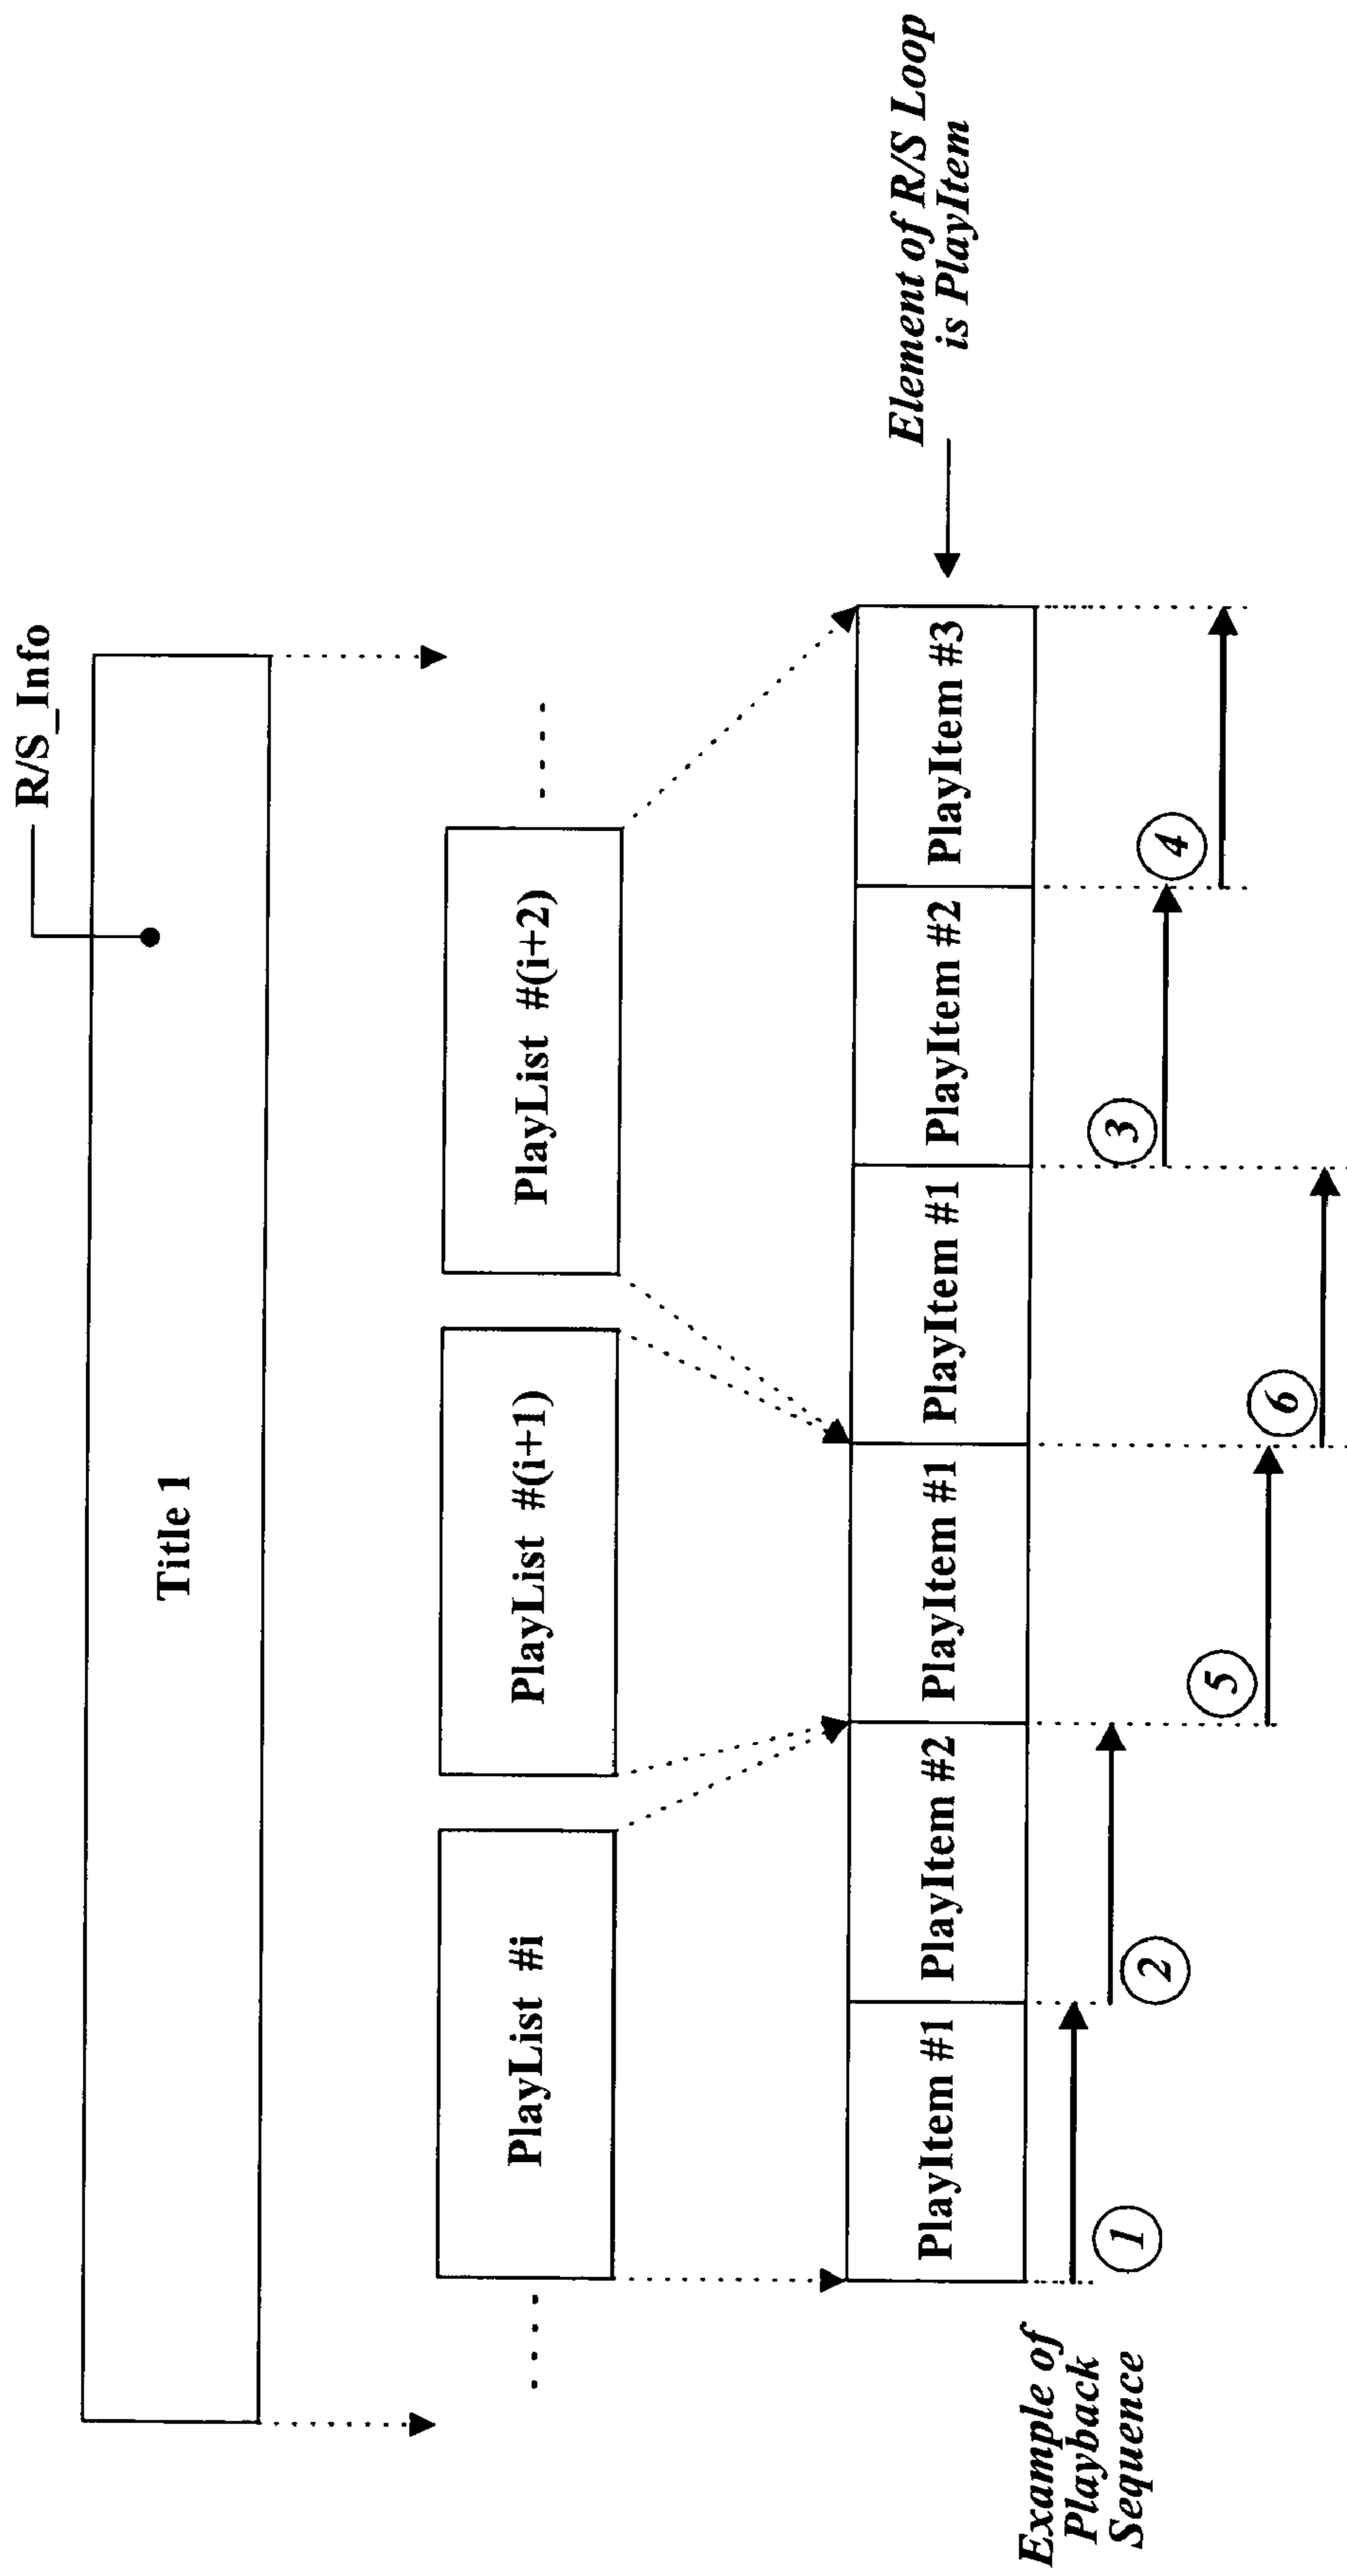 R/S_Info
Title 1
PlayList #i
PlayList #(i+1)
PlayList #(i+2)
Element of R/S Loop
is PlayItem
PlayItem #1
PlayItem #2
PlayItem #1
PlayItem #1
PlayItem #2
PlayItem #3
Example of
Playback
Sequence
1
2
5
6
3
4